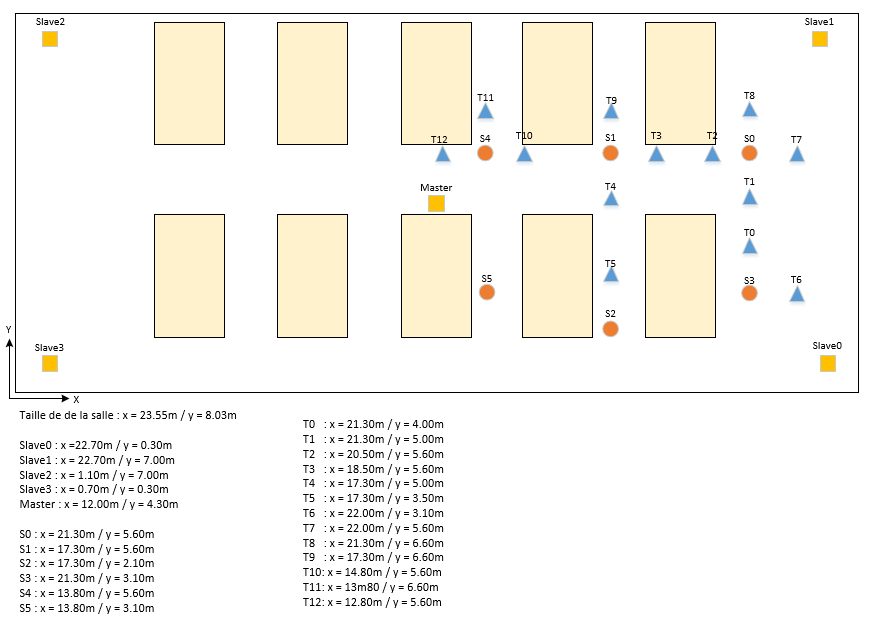 Slave2
Slave1
T11
T9
T8
T12
S4
T10
S1
T3
T2
S0
T7
Master
T4
T1
T0
T5
S5
S3
T6
S2
Y
Slave3
Slave0
X
Taille de de la salle : x = 23.55m / y = 8.03m
Slave0 : x =22.70m / y = 0.30m
Slave1 : x = 22.70m / y = 7.00m
Slave2 : x = 1.10m / y = 7.00m
Slave3 : x = 0.70m / y = 0.30m
Master : x = 12.00m / y = 4.30m
S0 : x = 21.30m / y = 5.60m
S1 : x = 17.30m / y = 5.60m
S2 : x = 17.30m / y = 2.10m
S3 : x = 21.30m / y = 3.10m
S4 : x = 13.80m / y = 5.60m
S5 : x = 13.80m / y = 3.10m
T0 : x = 21.30m / y = 4.00m
T1 : x = 21.30m / y = 5.00m
T2 : x = 20.50m / y = 5.60m
T3 : x = 18.50m / y = 5.60m
T4 : x = 17.30m / y = 5.00m
T5 : x = 17.30m / y = 3.50m
T6 : x = 22.00m / y = 3.10m
T7 : x = 22.00m / y = 5.60m
T8 : x = 21.30m / y = 6.60m
T9 : x = 17.30m / y = 6.60m
T10: x = 14.80m / y = 5.60m
T11: x = 13m80 / y = 6.60m
T12: x = 12.80m / y = 5.60m